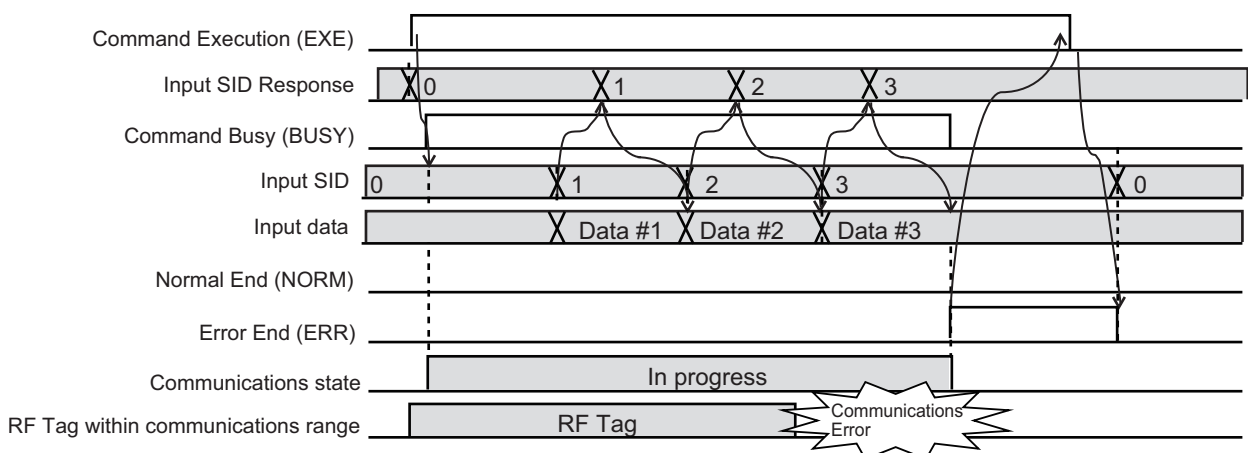 Command Execution (EXE)
Input SID Response 0 1 2 3
Command Busy (BUSY)
Input SID 0 1 2 3 0
Input data Data #1 Data #2 Data #3
Normal End (NORM)
Error End (ERR)
Communications state In progress
RF Tag within communications range RF Tag
Communications
Error